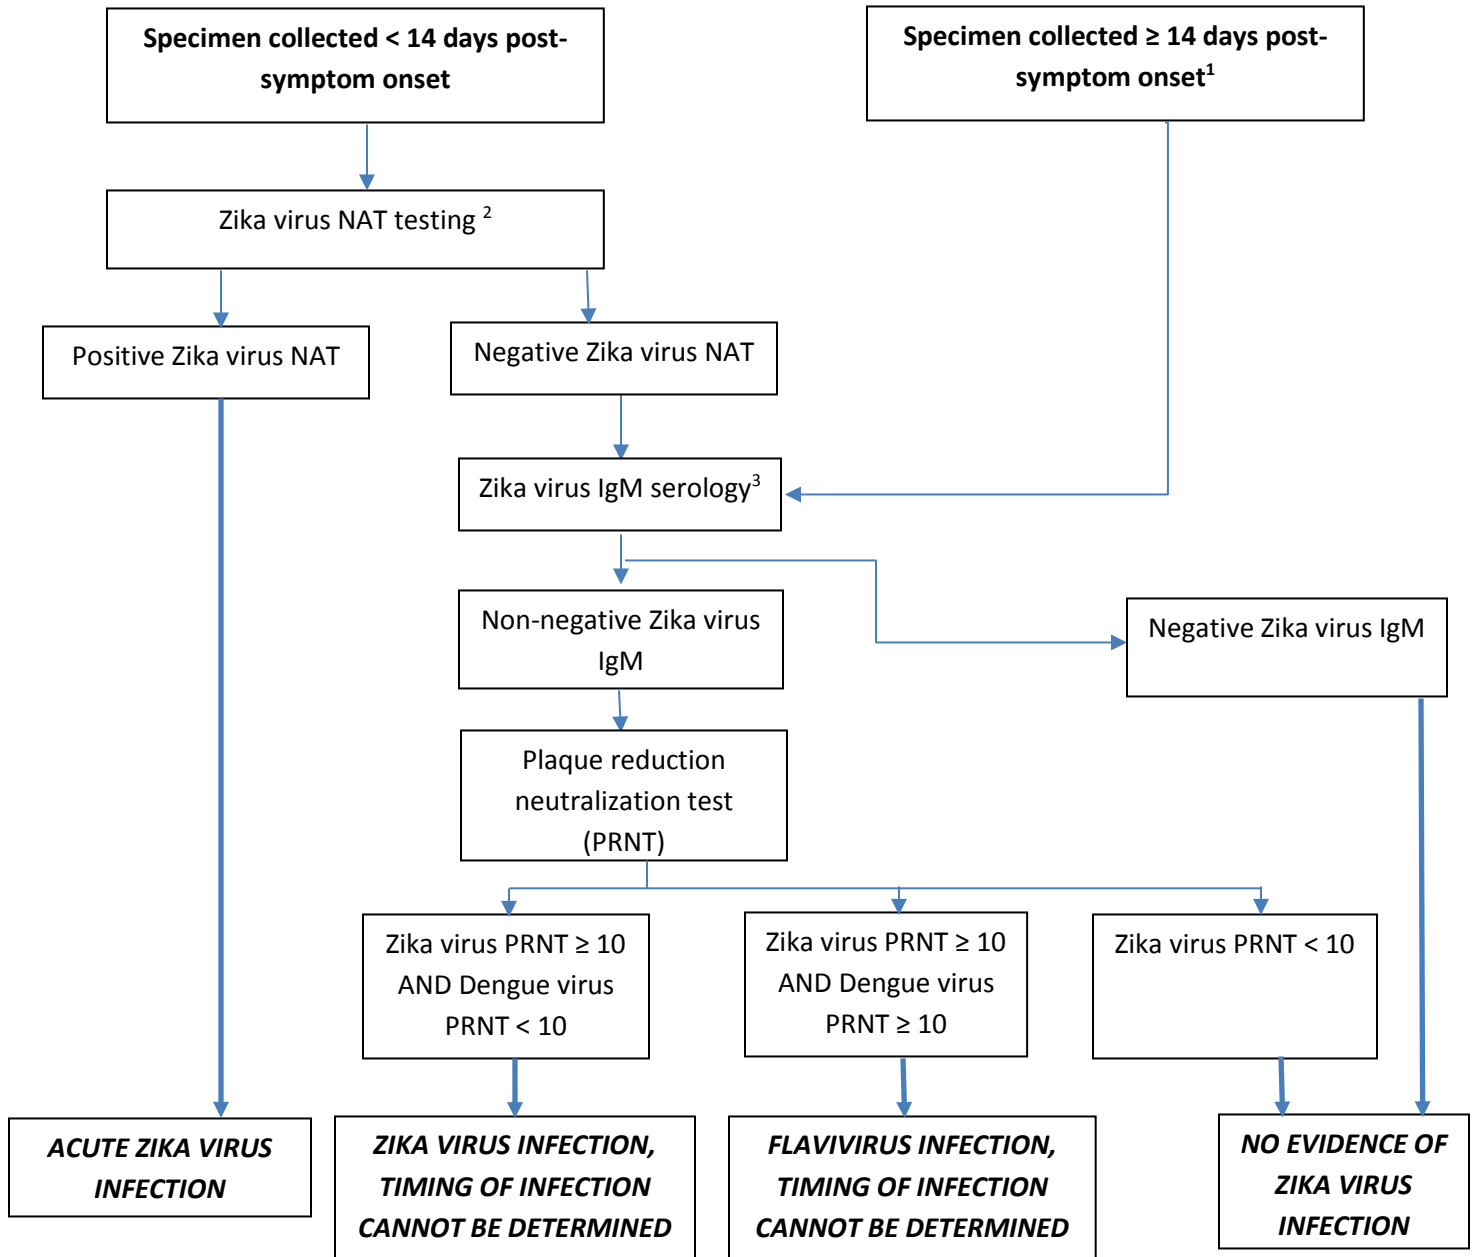 Specimen collected < 14 days post-
symptom onset
Specimen collected ≥ 14 days post-
symptom onset¹
Zika virus NAT testing ²
Positive Zika virus NAT
Negative Zika virus NAT
Zika virus IgM serology³
Non-negative Zika virus
IgM
Negative Zika virus IgM
Plaque reduction
neutralization test
(PRNT)
Zika virus PRNT ≥ 10
AND Dengue virus
PRNT < 10
Zika virus PRNT ≥ 10
AND Dengue virus
PRNT ≥ 10
Zika virus PRNT < 10
ACUTE ZIKA VIRUS
INFECTION
ZIKA VIRUS INFECTION,
TIMING OF INFECTION
CANNOT BE DETERMINED
FLAVIVIRUS INFECTION,
TIMING OF INFECTION
CANNOT BE DETERMINED
NO EVIDENCE OF
ZIKA VIRUS
INFECTION